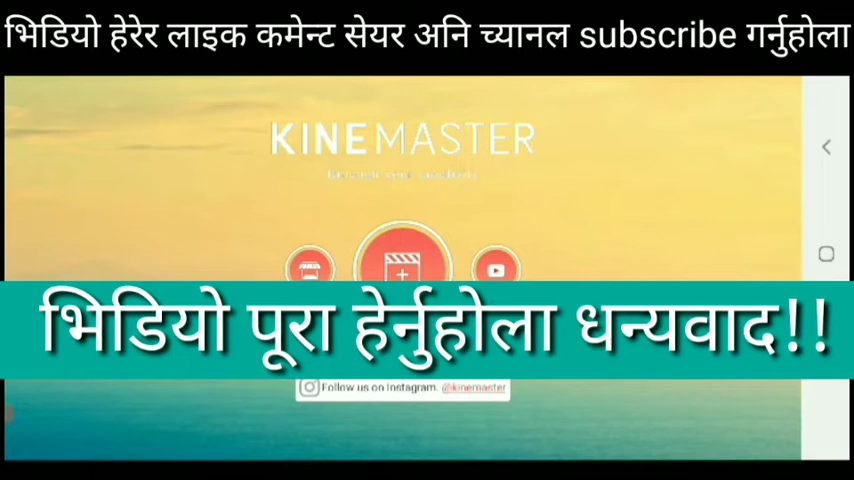 भिडियो हेरेर लाइक कमेन्ट सेयर अनि च्यानल subscribe गर्नुहोला
KINEMASTER
भिडियो पूरा हेर्नुहोला धन्यवाद!!
Follow us on Instagram. @kinemaster